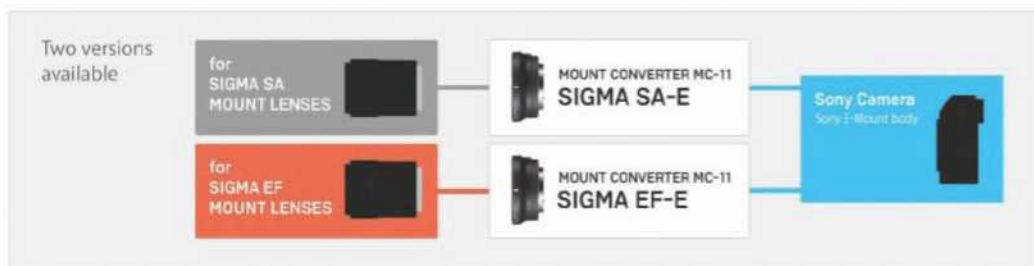 Two versions
available
for
SIGMA SA
MOUNT LENSES
MOUNT CONVERTER MC-11
SIGMA SA-E
for
SIGMA EF
MOUNT LENSES
MOUNT CONVERTER MC-11
SIGMA EF-E
Sony Camera
Sony E-Mount body